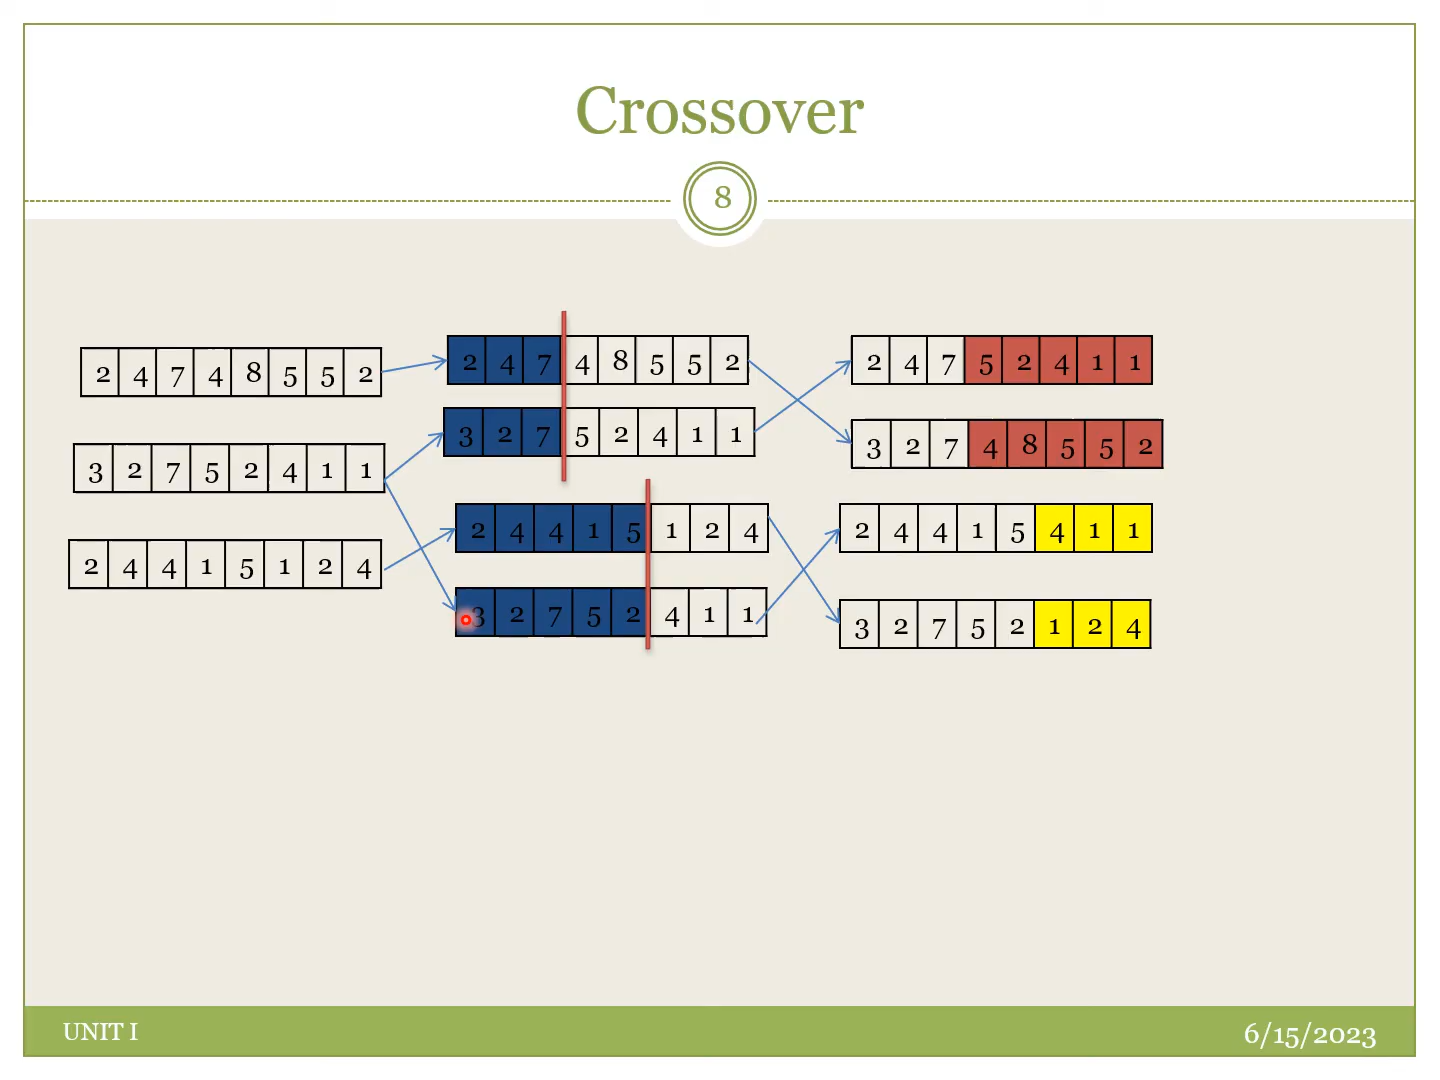 Crossover
8
2 4 7 4 8 5 5 2
3 2 7 5 2 4 1 1
2 4 4 1 5 1 2 4
2 4 7 4 8 5 5 2
3 2 7 5 2 4 1 1
2 4 4 1 5 1 2 4
3 2 7 5 2 4 1 1
2 4 7 5 2 4 1 1
3 2 7 4 8 5 5 2
2 4 4 1 5 4 1 1
3 2 7 5 2 1 2 4
UNIT I
6/15/2023